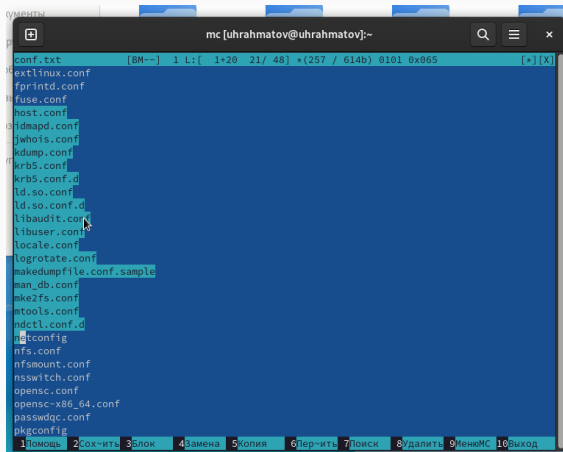 кументы
mc [uhrahmatov@uhrahmatov]:~
conf.txt [BM--] 1 L:[ 1+20 21/ 48] *(257 / 614b) 0101 0x065 [*][X]
extlinux.conf
fprintd.conf
fuse.conf
host.conf
idmapd.conf
jwhois.conf
kdump.conf
krb5.conf
krb5.conf.d
ld.so.conf
ld.so.conf.d
libaudit.conf
libuser.conf
locale.conf
logrotate.conf
makedumpfile.conf.sample
man_db.conf
mke2fs.conf
mtools.conf
ndctl.conf.d
netconfig
nfs.conf
nfsmount.conf
nsswitch.conf
opensc.conf
opensc-x86_64.conf
passwdqc.conf
pkgconfig
1Помощь 2Сох~ить 3Блок 4Замена 5Копия 6Пер~ить 7Поиск 8Удалить 9МенюMC 10Выход